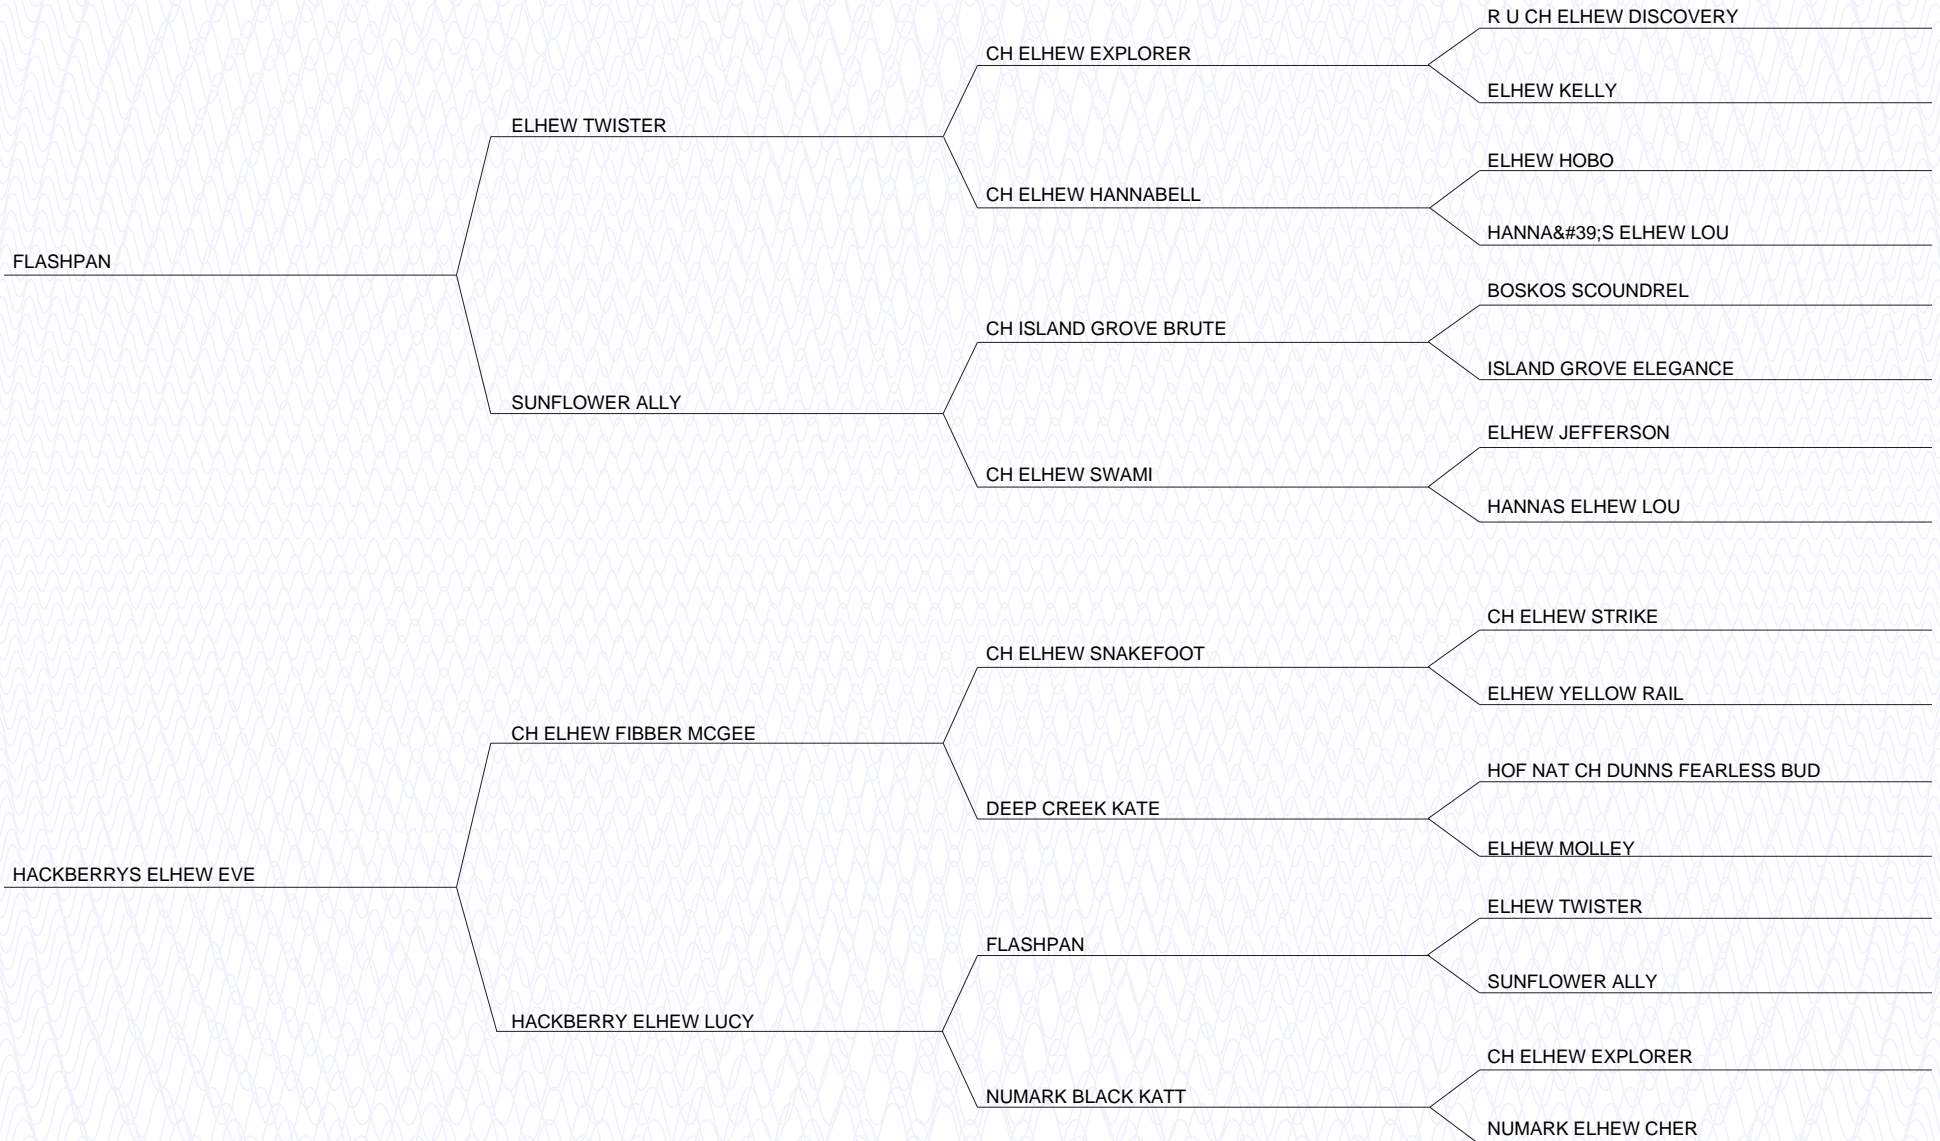 R U CH ELHEW DISCOVERY
CH ELHEW EXPLORER
ELHEW KELLY
ELHEW TWISTER
ELHEW HOBO
CH ELHEW HANNABELL
HANNA&#39;S ELHEW LOU
FLASHPAN
BOSKOS SCOUNDREL
CH ISLAND GROVE BRUTE
ISLAND GROVE ELEGANCE
SUNFLOWER ALLY
ELHEW JEFFERSON
CH ELHEW SWAMI
HANNAS ELHEW LOU
CH ELHEW STRIKE
CH ELHEW SNAKEFOOT
ELHEW YELLOW RAIL
CH ELHEW FIBBER MCGEE
HOF NAT CH DUNNS FEARLESS BUD
DEEP CREEK KATE
ELHEW MOLLEY
HACKBERRYS ELHEW EVE
ELHEW TWISTER
FLASHPAN
SUNFLOWER ALLY
HACKBERRY ELHEW LUCY
CH ELHEW EXPLORER
NUMARK BLACK KATT
NUMARK ELHEW CHER